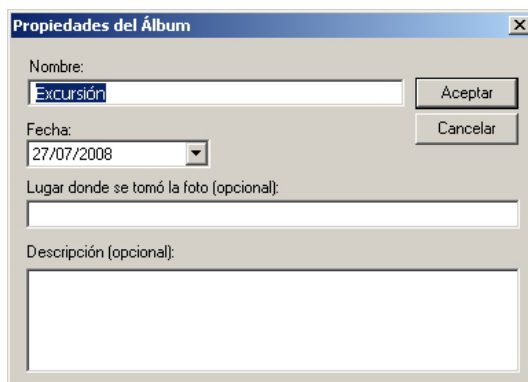 Propiedades del Álbum
Nombre:
Excursión
Aceptar
Fecha:
Cancelar
27/07/2008
Lugar donde se tomó la foto (opcional):
Descripción (opcional):